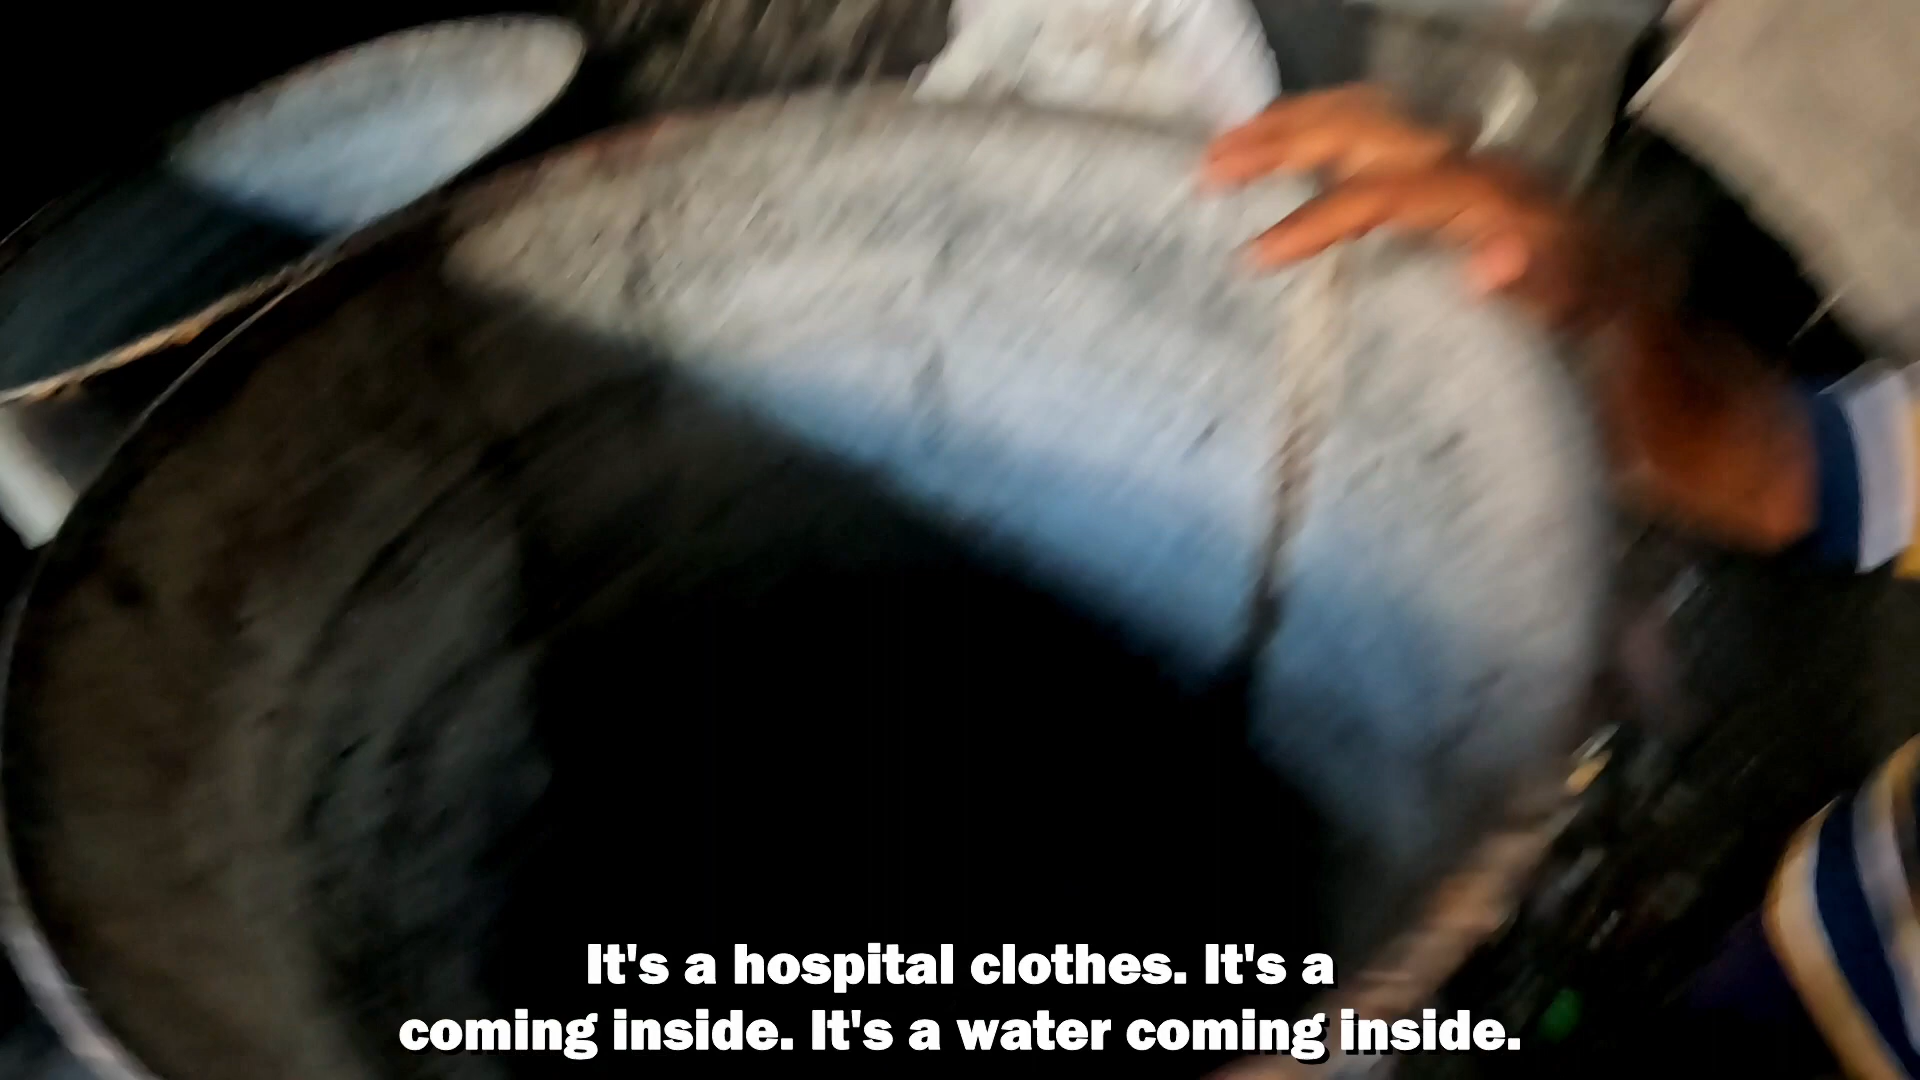 It's a hospital clothes. It's a
coming inside. It's a water coming inside.